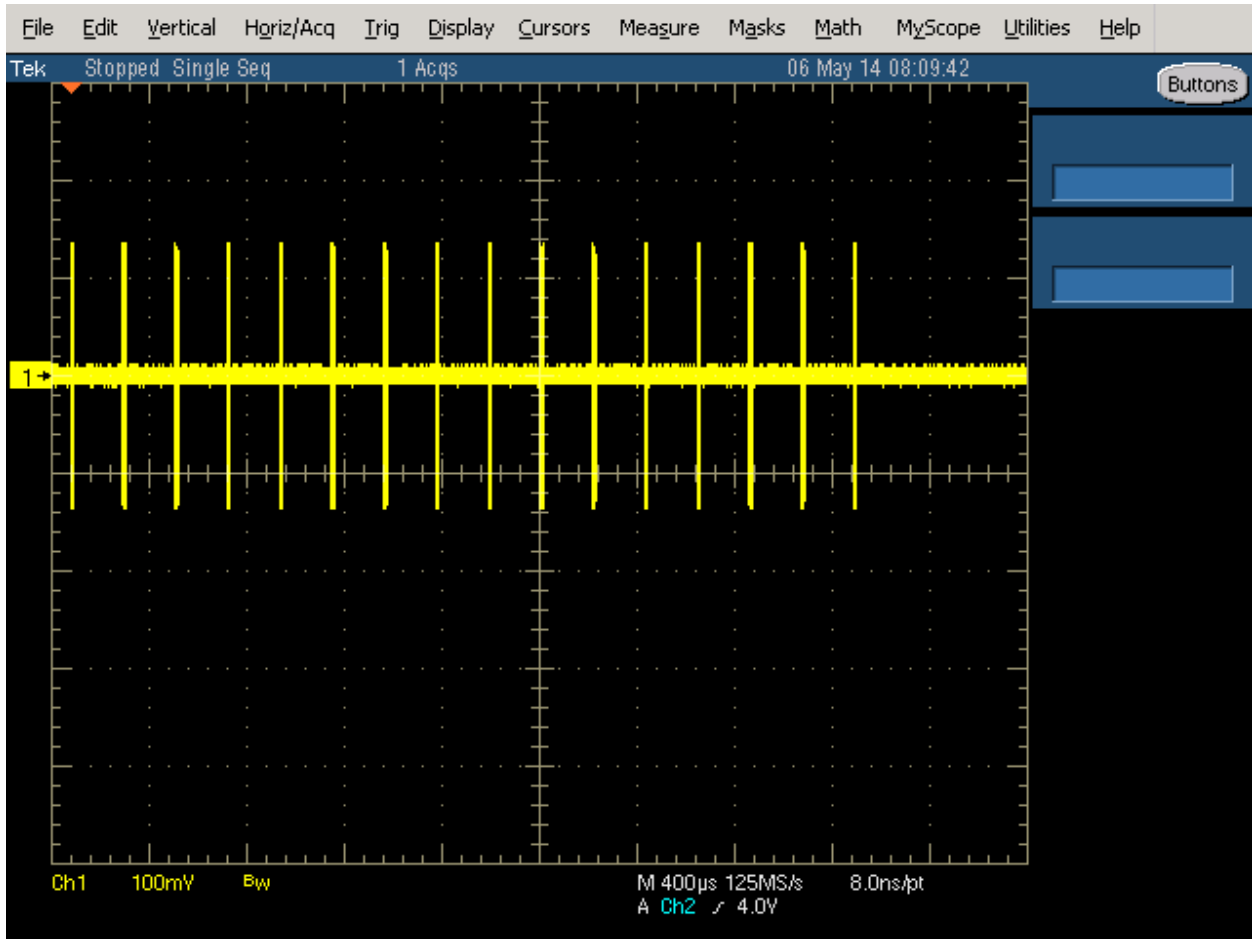 File Edit Vertical Horiz/Acq Trig Display Cursors Measure Masks Math MyScope Utilities Help
Tek Stopped Single Seq 1 Acqs 06 May 14 08:09:42 Buttons
1
Ch1 100mV BW M 400µs 125MS/s 8.0ns/pt
A Ch2 4.0V